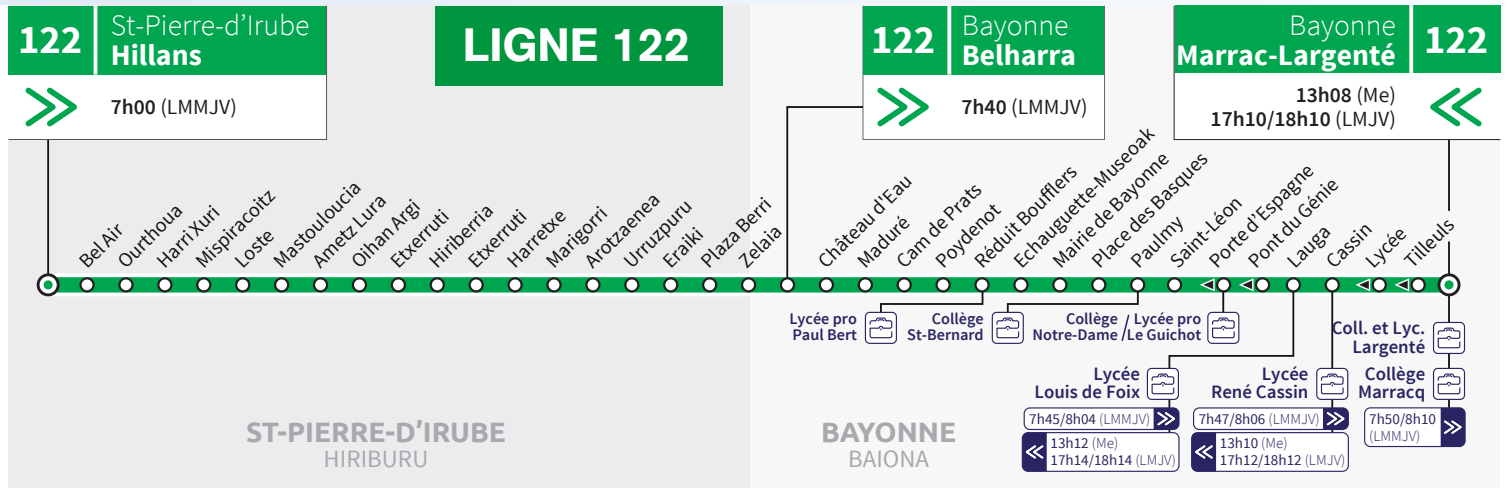 122
St-Pierre-d'Irube
Hillans
7h00 (LMMJV)
LIGNE 122
122
Bayonne
Belharra
7h40 (LMMJV)
Bayonne
Marrac-Largenté
122
13h08 (Me)
17h10/18h10 (LMJV)
Bel Air
Ourthoua
Harri Xuri
Mispiracoitz
Loste
Mastouloucia
Ametz Lura
Oihan Argi
Etxerruti
Hiriberria
Etxerruti
Harretxe
Marigorri
Arotzaenea
Urruzpuru
Eraiki
Plaza Berri
Zelaia
Château d'Eau
Maduré
Cam de Prats
Poydenot
Réduit Boufflers
Echauguette-Museoak
Mairie de Bayonne
Place des Basques
Paulmy
Saint-Léon
Porte d'Espagne
Pont du Génie
Lauga
Cassin
Lycée
Tilleuls
Lycée pro
Paul Bert
Collège
St-Bernard
Collège
Notre-Dame
/
Lycée pro
Le Guichot
Lycée
Louis de Foix
7h45/8h04 (LMMJV)
13h12 (Me)
17h14/18h14 (LMJV)
Lycée
René Cassin
7h47/8h06 (LMMJV)
13h10 (Me)
17h12/18h12 (LMJV)
Coll. et Lyc.
Largenté
Collège
Marracq
7h50/8h10
(LMMJV)
ST-PIERRE-D'IRUBE
HIRIBURU
BAYONNE
BAIONA